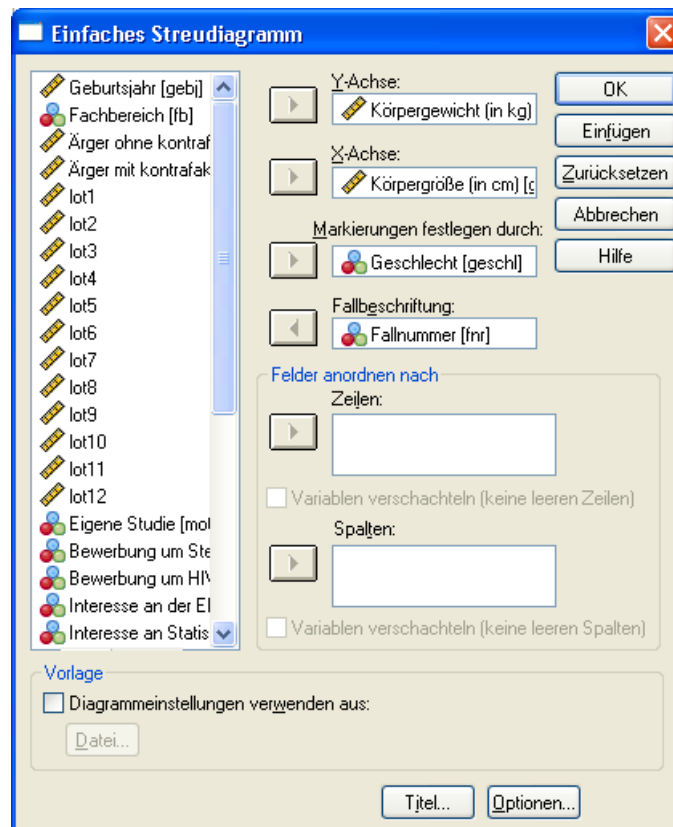 Einfaches Streudiagramm
Geburtsjahr [gebj]
Fachbereich [fb]
Ärger ohne kontraf
Ärger mit kontrafak
lot1
lot2
lot3
lot4
lot5
lot6
lot7
lot8
lot9
lot10
lot11
lot12
Eigene Studie [mot
Bewerbung um Ste
Bewerbung um HIV
Interesse an der EI
Interesse an Statis
Y-Achse:
Körpergewicht (in kg)
X-Achse:
Körpergröße (in cm) [g
Markierungen festlegen durch:
Geschlecht [geschl]
Fallbeschriftung:
Fallnummer [fnr]
Felder anordnen nach
Zeilen:
Variablen verschachteln (keine leeren Zeilen)
Spalten:
Variablen verschachteln (keine leeren Spalten)
OK
Einfügen
Zurücksetzen
Abbrechen
Hilfe
Vorlage
Diagrammeinstellungen verwenden aus:
Datei...
Titel...
Optionen...